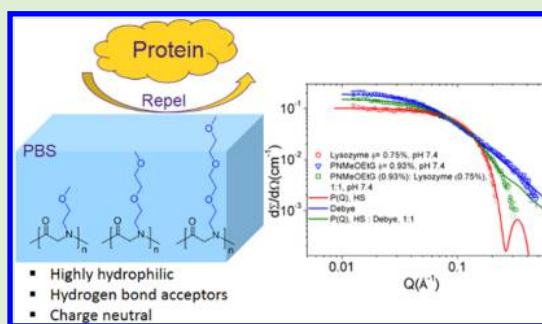 Protein
Repel
PBS
O
O
O
O
O
O
O
N
O
N
O
N
n
n
n
▪ Highly hydrophilic
▪ Hydrogen bond acceptors
▪ Charge neutral
dΣ/dΩ(cm⁻¹)
10⁻¹
10⁻²
10⁻³
Lysozyme ϕ= 0.75%, pH 7.4
PNMeOEtG ϕ= 0.93%, pH 7.4
PNMeOEtG (0.93%): Lysozyme (0.75%),
1:1, pH 7.4
P(Q), HS
Debye
P(Q), HS : Debye, 1:1
0.01
0.1
Q(Å⁻¹)